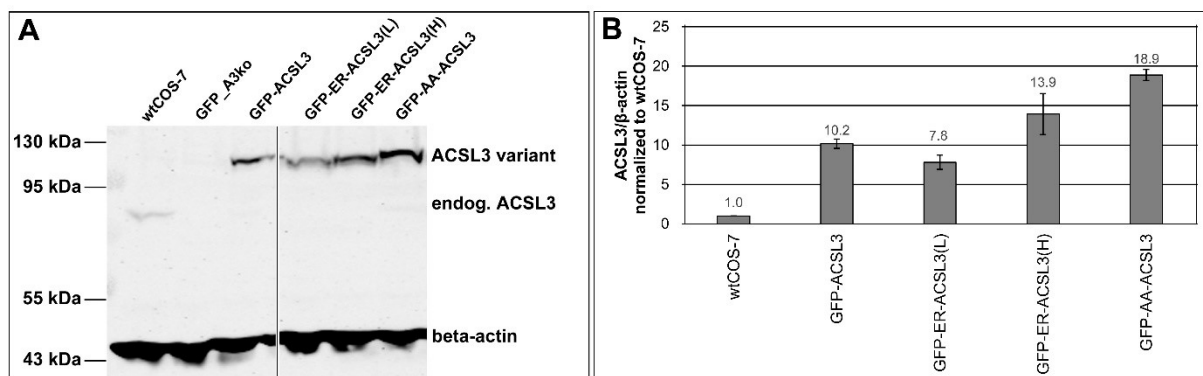 A
wtCOS-7
GFP_A3ko
GFP-ACSL3
GFP-ER-ACSL3(L)
GFP-ER-ACSL3(H)
GFP-AA-ACSL3
130 kDa
95 kDa
55 kDa
43 kDa
ACSL3 variant
endog. ACSL3
beta-actin
B
ACSL3/β-actin
normalized to wtCOS-7
25
20
15
10
5
0
1.0
10.2
7.8
13.9
18.9
wtCOS-7
GFP-ACSL3
GFP-ER-ACSL3(L)
GFP-ER-ACSL3(H)
GFP-AA-ACSL3